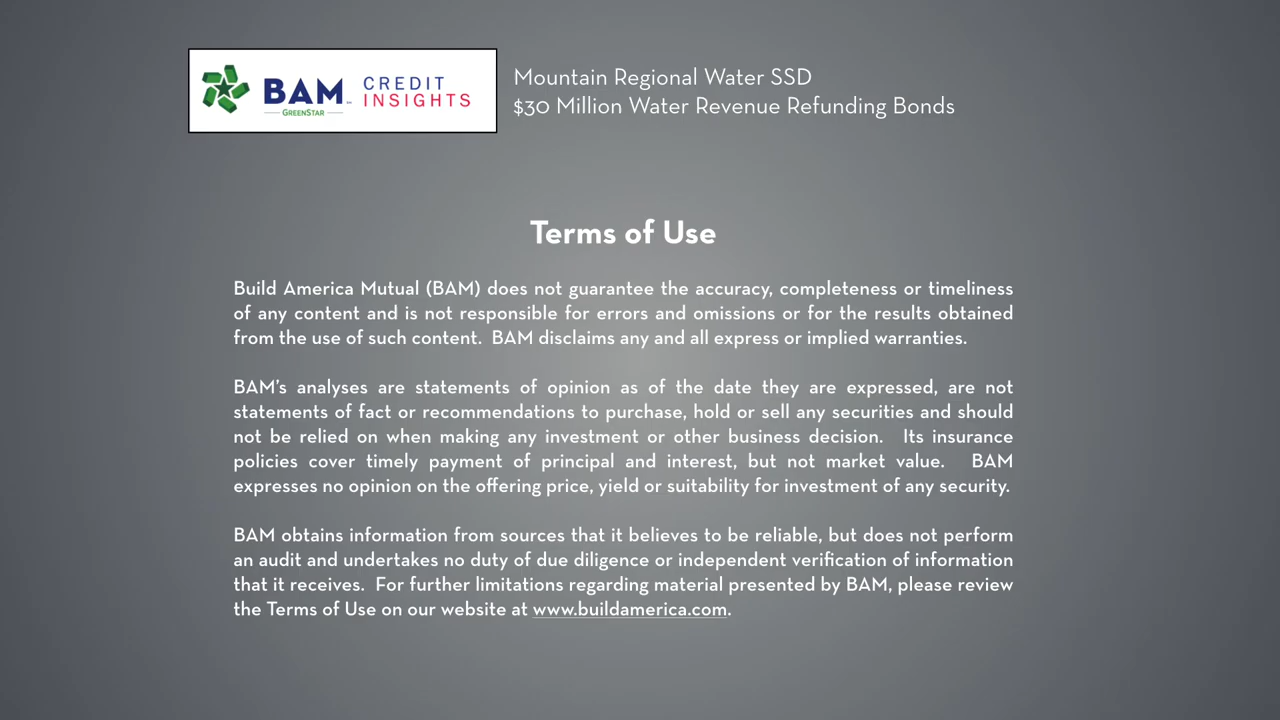 BAM SM
GREENSTAR
CREDIT
INSIGHTS
Mountain Regional Water SSD
$30 Million Water Revenue Refunding Bonds
Terms of Use
Build America Mutual (BAM) does not guarantee the accuracy, completeness or timeliness
of any content and is not responsible for errors and omissions or for the results obtained
from the use of such content. BAM disclaims any and all express or implied warranties.
BAM's analyses are statements of opinion as of the date they are expressed, are not
statements of fact or recommendations to purchase, hold or sell any securities and should
not be relied on when making any investment or other business decision. Its insurance
policies cover timely payment of principal and interest, but not market value. BAM
expresses no opinion on the offering price, yield or suitability for investment of any security.
BAM obtains information from sources that it believes to be reliable, but does not perform
an audit and undertakes no duty of due diligence or independent verification of information
that it receives. For further limitations regarding material presented by BAM, please review
the Terms of Use on our website at www.buildamerica.com.